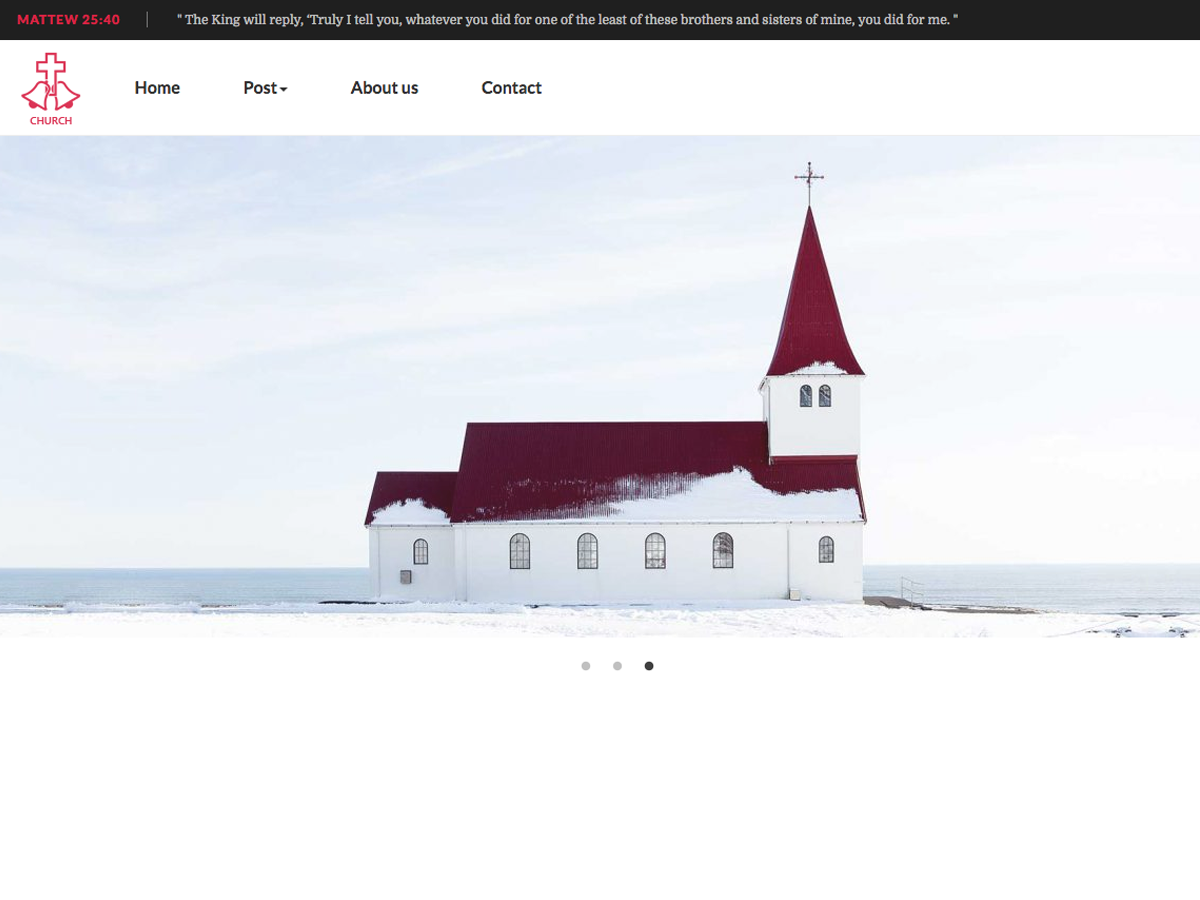 MATTEW 25:40 " The King will reply, ‘Truly I tell you, whatever you did for one of the least of these brothers and sisters of mine, you did for me. "
CHURCH
Home Post About us Contact